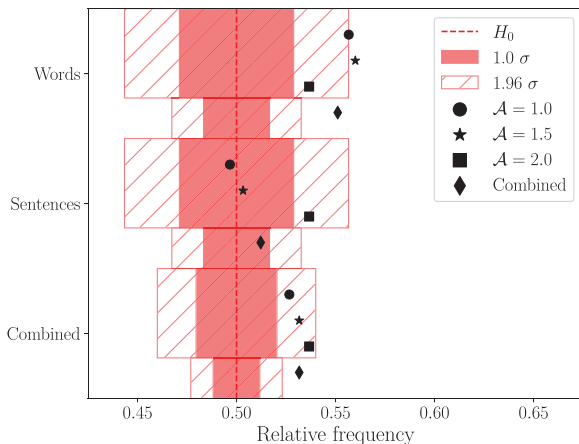 H₀
1.0 σ
1.96 σ
𝒜 = 1.0
𝒜 = 1.5
𝒜 = 2.0
Combined
Words
Sentences
Combined
0.45 0.50 0.55 0.60 0.65
Relative frequency